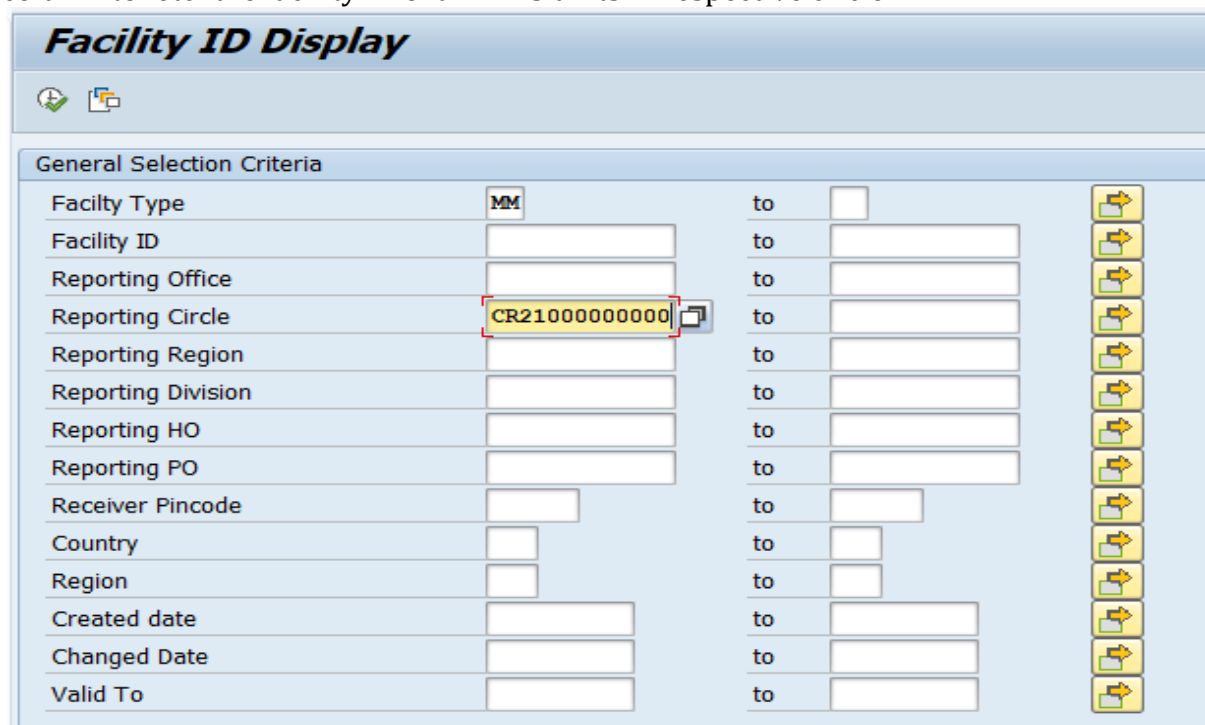 Facility ID Display
General Selection Criteria
Facilty Type MM to
Facility ID to
Reporting Office to
Reporting Circle CR21000000000 to
Reporting Region to
Reporting Division to
Reporting HO to
Reporting PO to
Receiver Pincode to
Country to
Region to
Created date to
Changed Date to
Valid To to